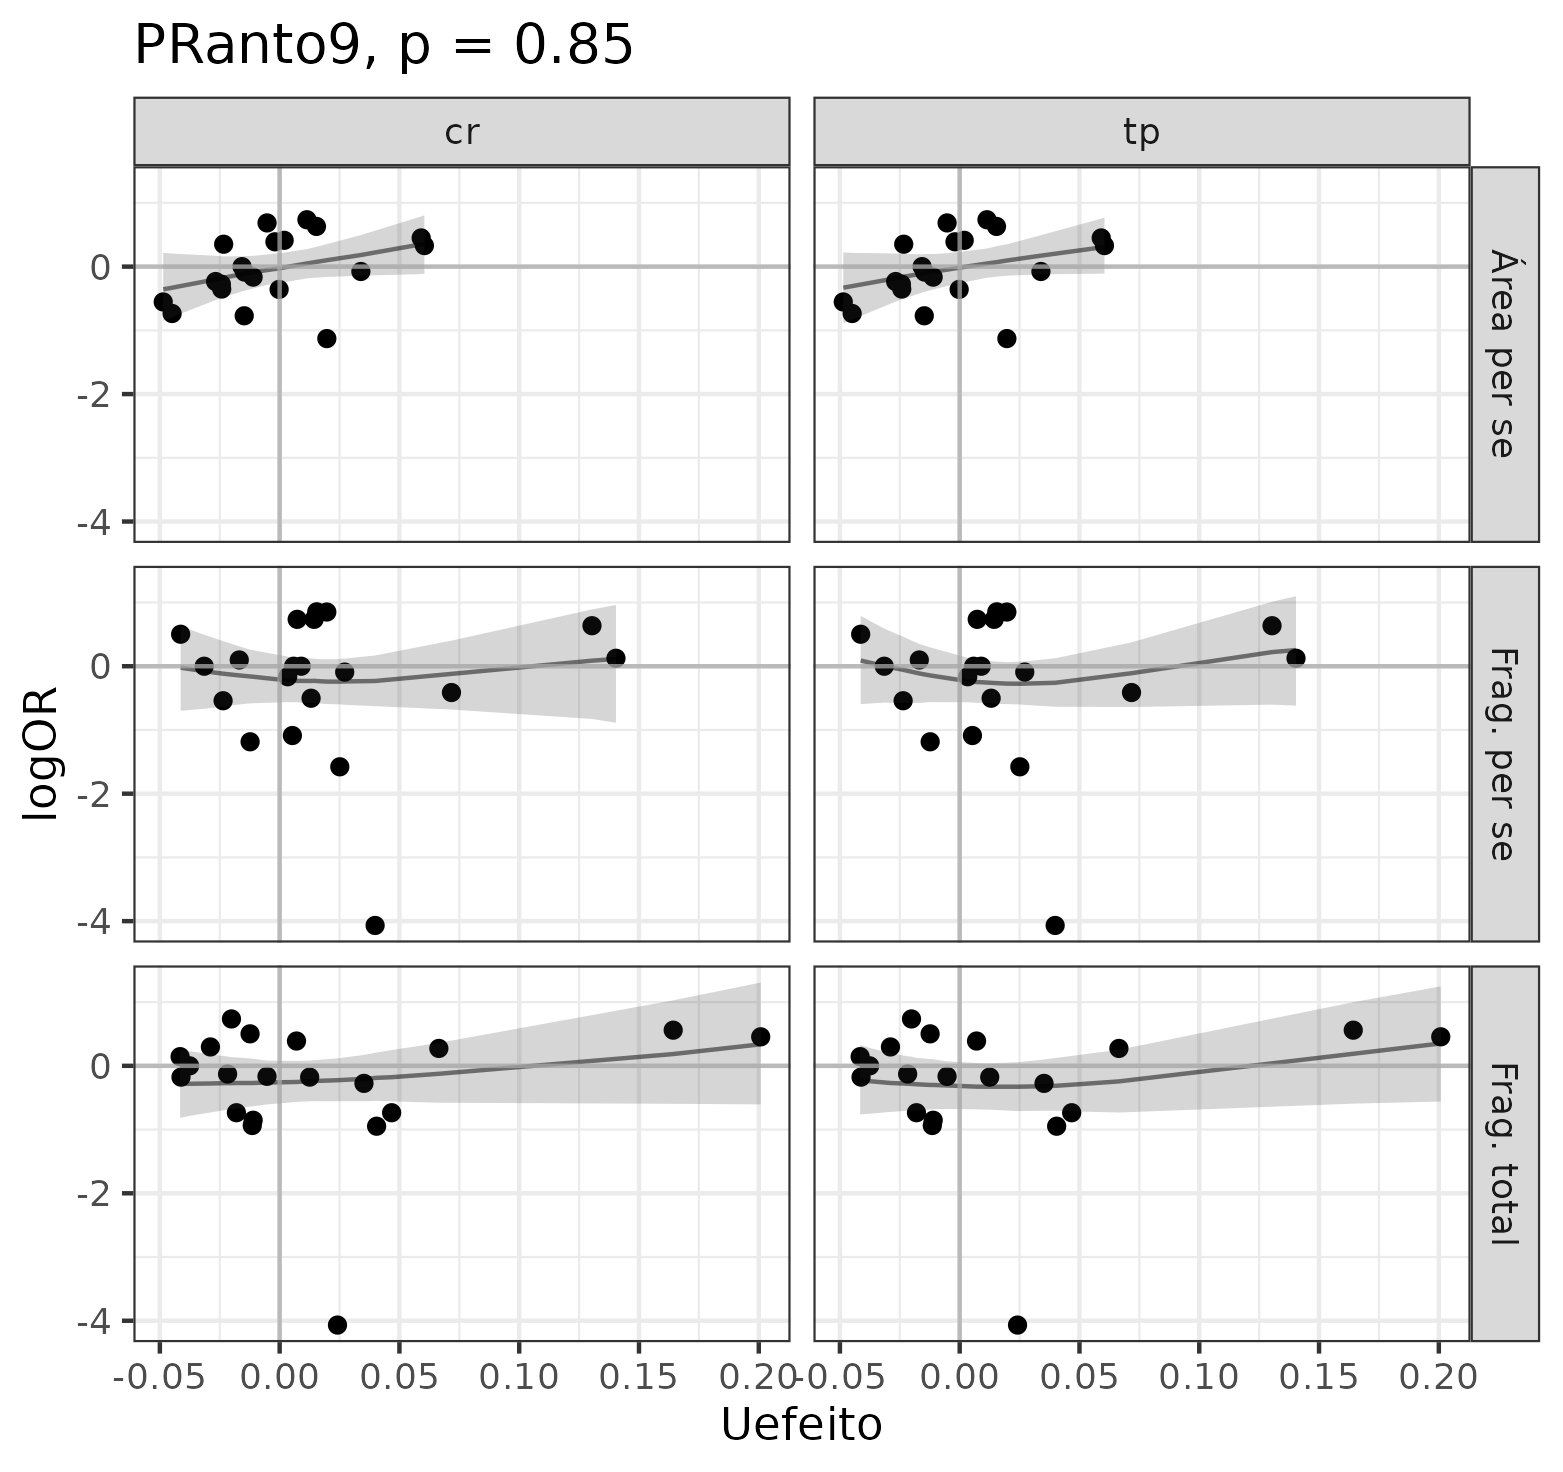 PRanto9, p = 0.85
cr
tp
0
-2
-4
Área per se
0
-2
-4
Frag. per se
0
-2
-4
Frag. total
logOR
-0.05 0.00 0.05 0.10 0.15 0.20
-0.05 0.00 0.05 0.10 0.15 0.20
Uefeito